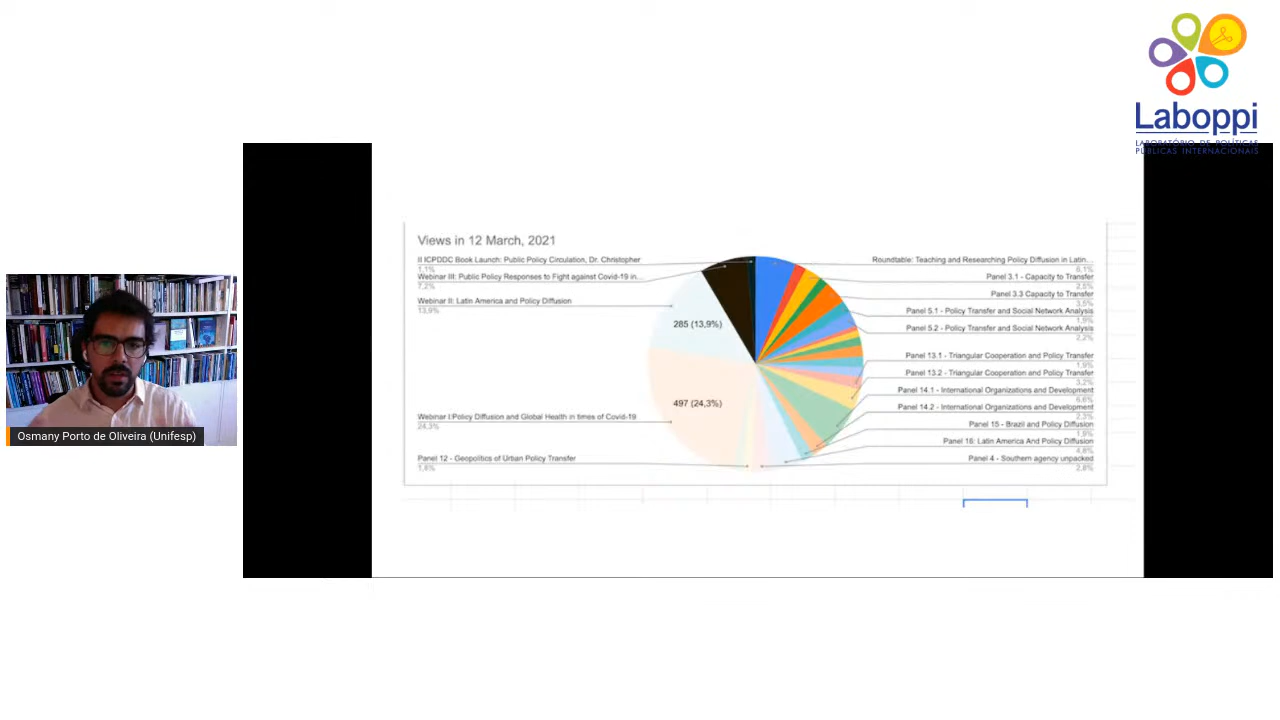 Laboppi
LABORATÓRIO DE POLÍTICAS
PÚBLICAS INTERNACIONAIS
Views in 12 March, 2021
II ICPDDC Book Launch: Public Policy Circulation, Dr. Christopher
1,1%
Webinar III: Public Policy Responses to Fight against Covid-19 in...
7,2%
Webinar II: Latin America and Policy Diffusion
13,9%
285 (13,9%)
497 (24,3%)
Webinar I:Policy Diffusion and Global Health in times of Covid-19
24,3%
Panel 12 - Geopolitics of Urban Policy Transfer
1,6%
Roundtable: Teaching and Researching Policy Diffusion in Latin...
6,1%
Panel 3.1 - Capacity to Transfer
2,5%
Panel 3.3 Capacity to Transfer
3,5%
Panel 5.1 - Policy Transfer and Social Network Analysis
1,9%
Panel 5.2 - Policy Transfer and Social Network Analysis
2,2%
Panel 13.1 - Triangular Cooperation and Policy Transfer
1,9%
Panel 13.2 - Triangular Cooperation and Policy Transfer
3,2%
Panel 14.1 - International Organizations and Development
6,6%
Panel 14.2 - International Organizations and Development
2,3%
Panel 15 - Brazil and Policy Diffusion
1,9%
Panel 16: Latin America And Policy Diffusion
4,6%
Panel 4 - Southern agency unpacked
2,8%
Osmany Porto de Oliveira (Unifesp)